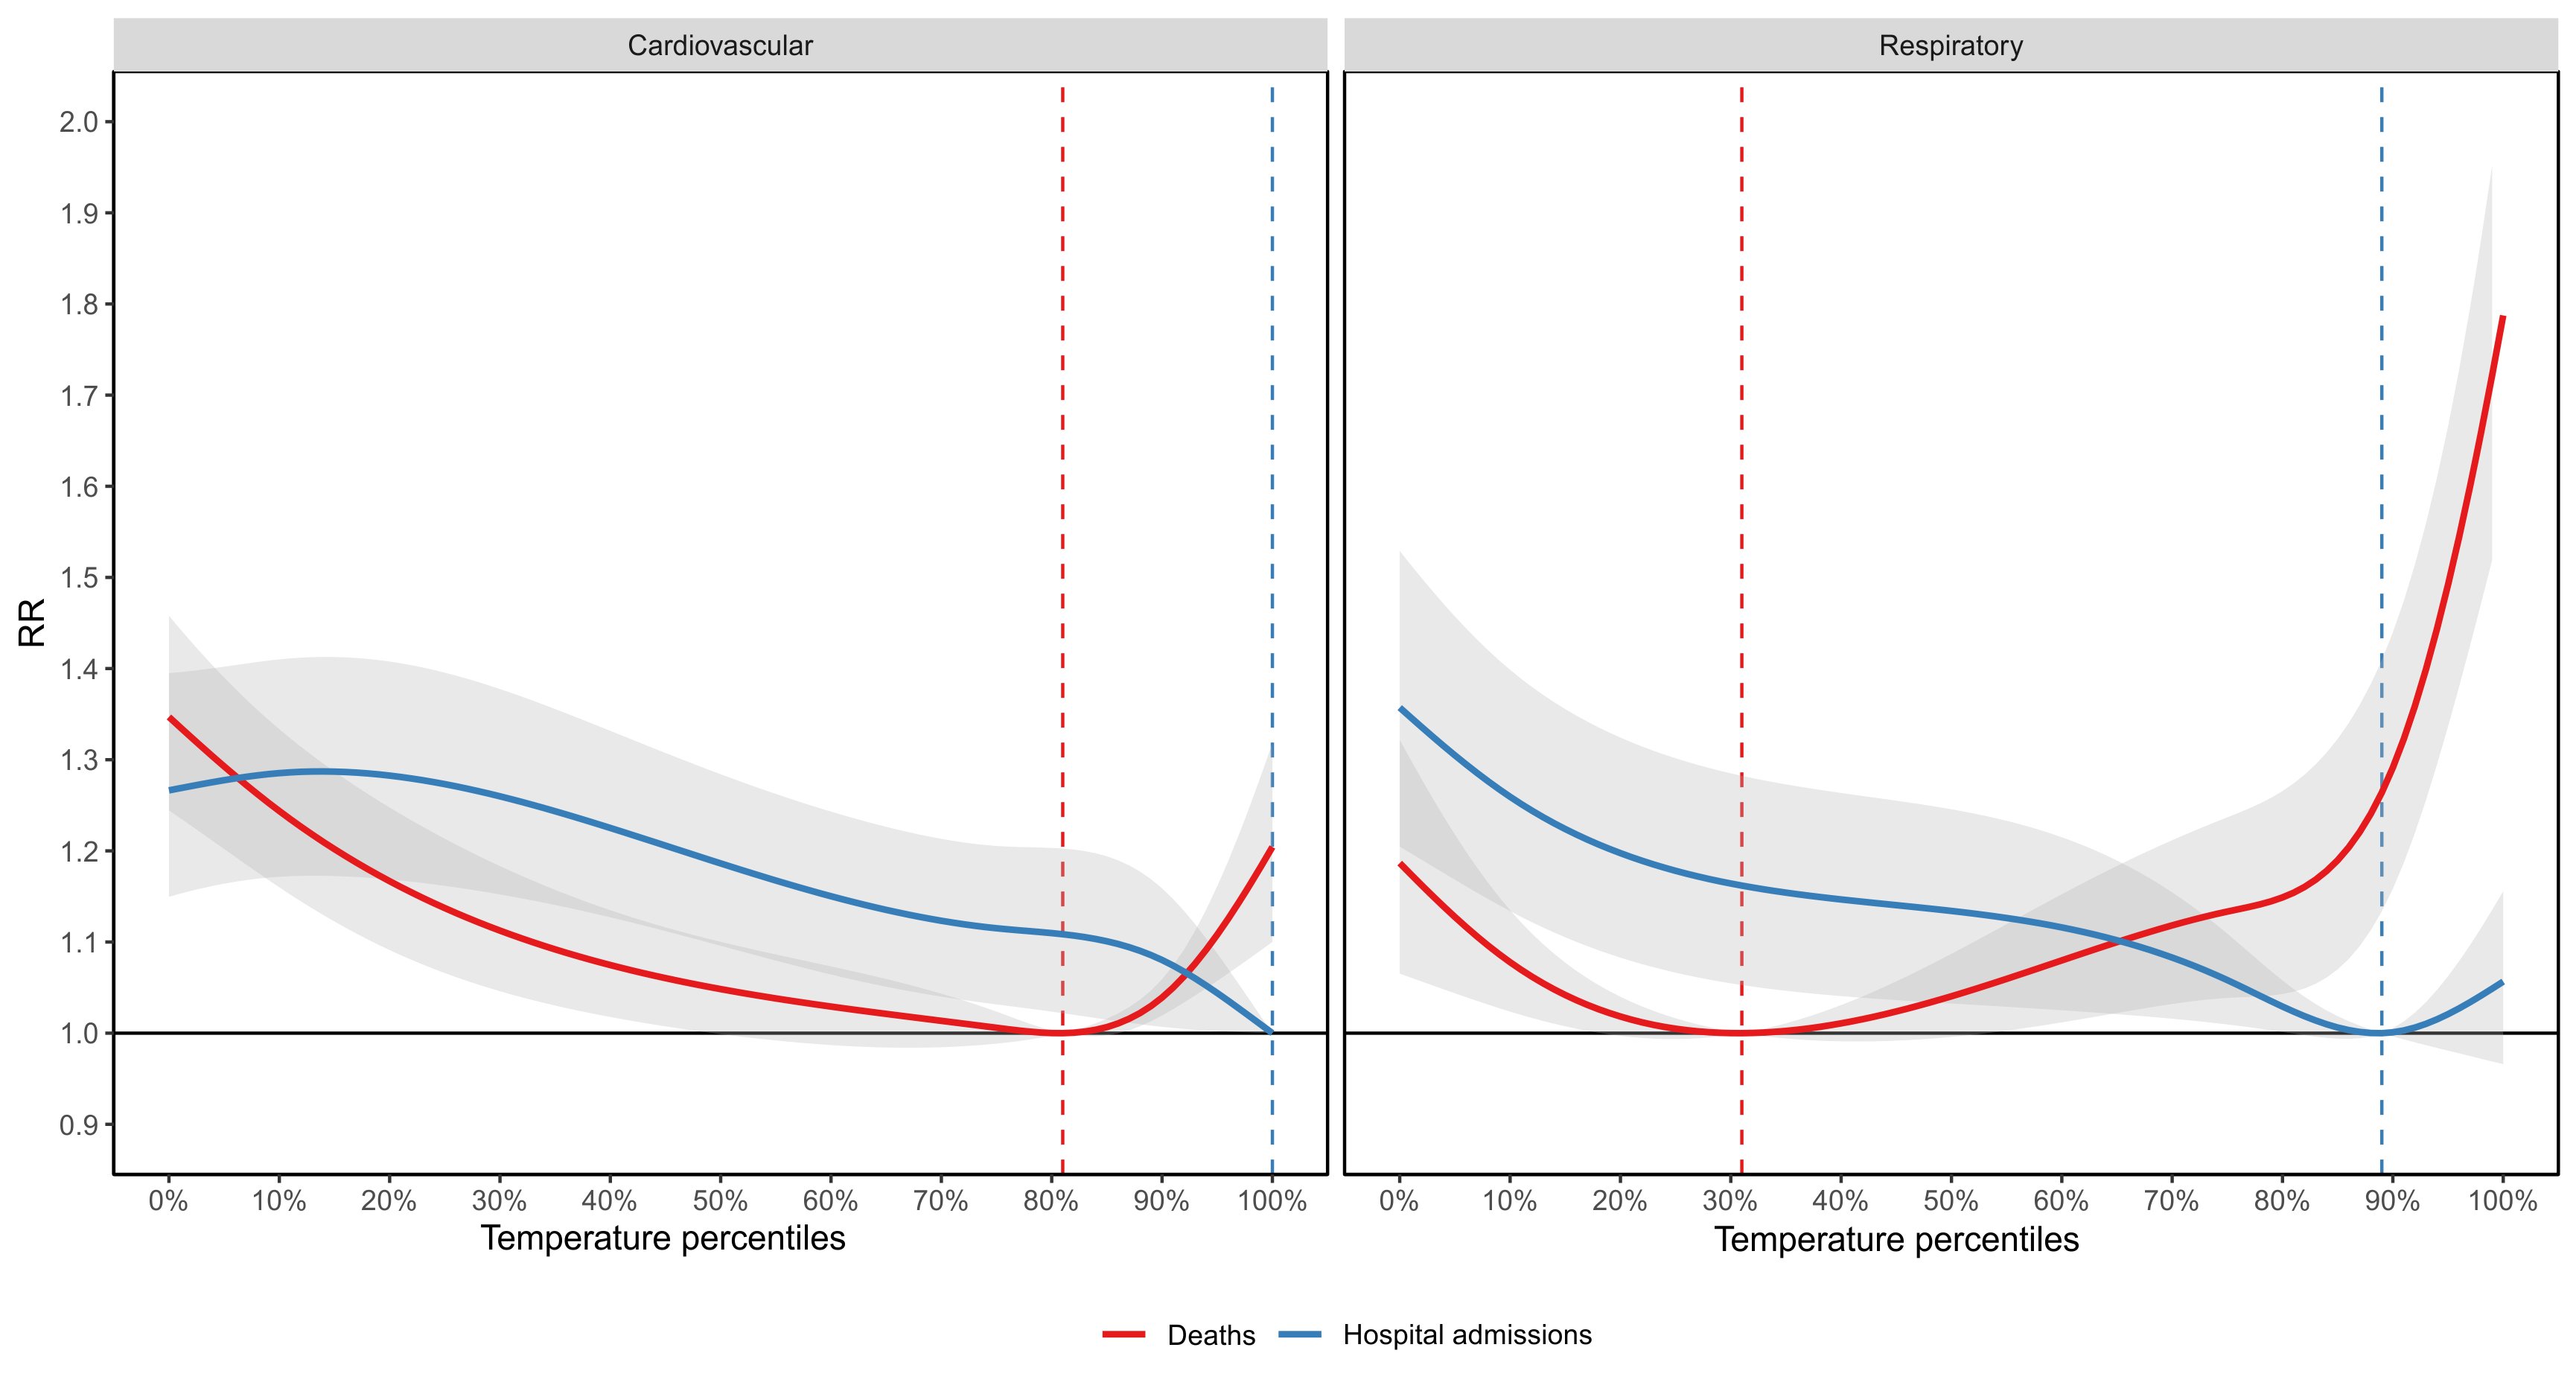 Cardiovascular
Respiratory
RR
2.0
1.9
1.8
1.7
1.6
1.5
1.4
1.3
1.2
1.1
1.0
0.9
0% 10% 20% 30% 40% 50% 60% 70% 80% 90% 100%
0% 10% 20% 30% 40% 50% 60% 70% 80% 90% 100%
Temperature percentiles
Temperature percentiles
Deaths
Hospital admissions